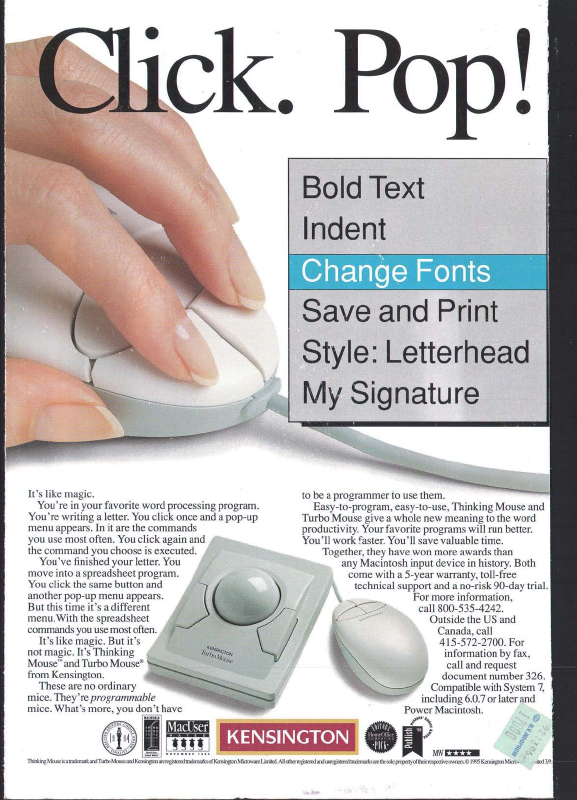 Click. Pop!
Bold Text
Indent
Change Fonts
Save and Print
Style: Letterhead
My Signature
It's like magic.
You're in your favorite word processing program.
You're writing a letter. You click once and a pop-up
menu appears. In it are the commands
you use most often. You click again and
the command you choose is executed.
You've finished your letter. You
move into a spreadsheet program.
You click the same button and
another pop-up menu appears.
But this time it's a different
menu. With the spreadsheet
commands you use most often.
It's like magic. But it's
not magic. It's Thinking
Mouse™ and Turbo Mouse®
from Kensington.
These are no ordinary
mice. They're programmable
mice. What's more, you don't have
to be a programmer to use them.
Easy-to-program, easy-to-use, Thinking Mouse and
Turbo Mouse give a whole new meaning to the word
productivity. Your favorite programs will run better.
You'll work faster. You'll save valuable time.
Together, they have won more awards than
any Macintosh input device in history. Both
come with a 5-year warranty, toll-free
technical support and a no-risk 90-day trial.
For more information,
call 800-535-4242.
Outside the US and
Canada, call
415-572-2700. For
information by fax,
call and request
document number 326.
Compatible with System 7,
including 6.0.7 or later and
Power Macintosh.
KENSINGTON
Turbo Mouse
MacUser
KENSINGTON
MW ★★★★
Thinking Mouse is a trademark and Turbo Mouse and Kensington are registered trademarks of Kensington Microware Limited. All other registered and unregistered trademarks are the sole property of their respective owners. © 1995 Kensington